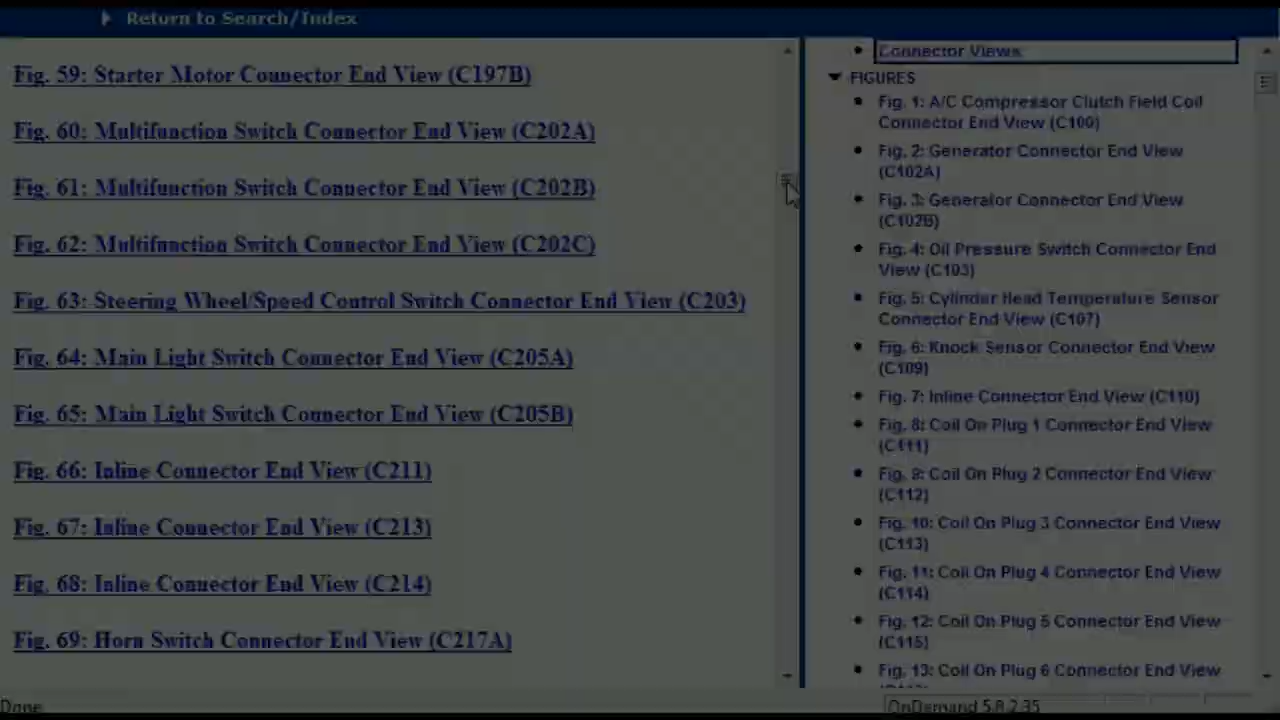 Return to Search/Index
Fig. 59: Starter Motor Connector End View (C197B)
Fig. 60: Multifunction Switch Connector End View (C202A)
Fig. 61: Multifunction Switch Connector End View (C202B)
Fig. 62: Multifunction Switch Connector End View (C202C)
Fig. 63: Steering Wheel/Speed Control Switch Connector End View (C203)
Fig. 64: Main Light Switch Connector End View (C205A)
Fig. 65: Main Light Switch Connector End View (C205B)
Fig. 66: Inline Connector End View (C211)
Fig. 67: Inline Connector End View (C213)
Fig. 68: Inline Connector End View (C214)
Fig. 69: Horn Switch Connector End View (C217A)
Connector Views
FIGURES
Fig. 1: A/C Compressor Clutch Field Coil
Connector End View (C100)
Fig. 2: Generator Connector End View
(C102A)
Fig. 3: Generator Connector End View
(C102B)
Fig. 4: Oil Pressure Switch Connector End
View (C103)
Fig. 5: Cylinder Head Temperature Sensor
Connector End View (C107)
Fig. 6: Knock Sensor Connector End View
(C109)
Fig. 7: Inline Connector End View (C110)
Fig. 8: Coil On Plug 1 Connector End View
(C111)
Fig. 9: Coil On Plug 2 Connector End View
(C112)
Fig. 10: Coil On Plug 3 Connector End View
(C113)
Fig. 11: Coil On Plug 4 Connector End View
(C114)
Fig. 12: Coil On Plug 5 Connector End View
(C115)
Fig. 13: Coil On Plug 6 Connector End View
Done
OnDemand 5.8.2.35